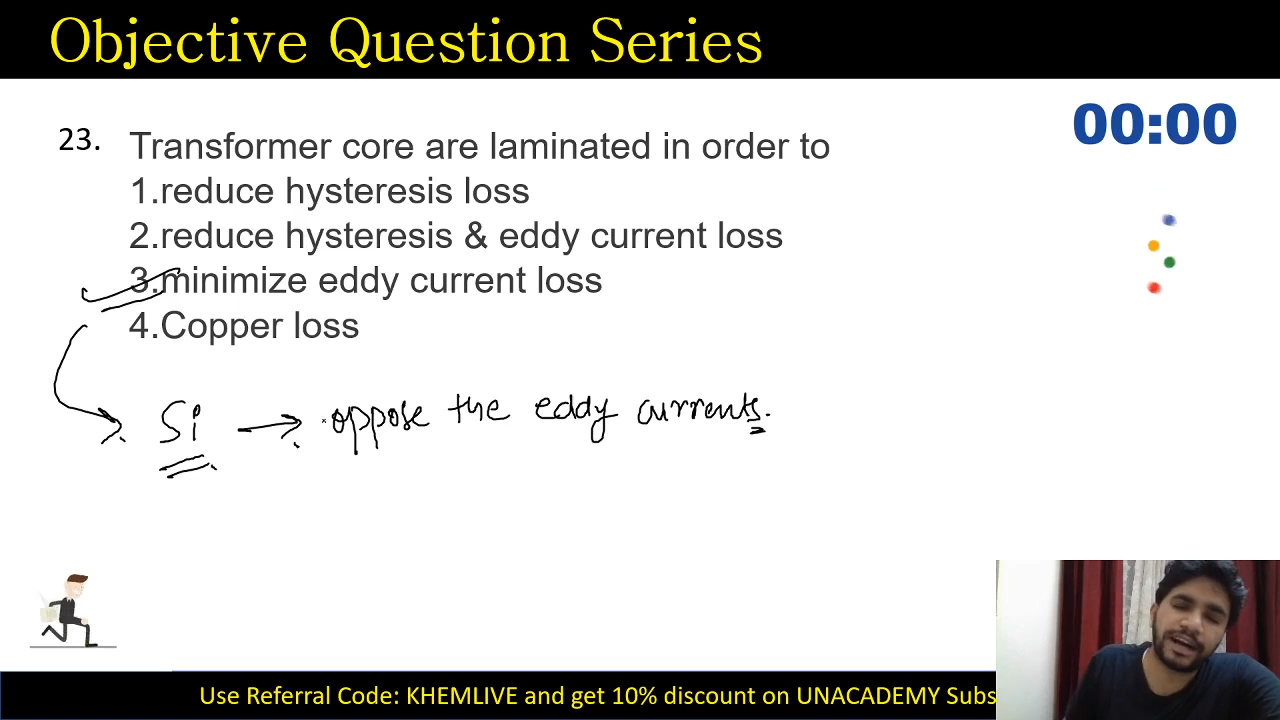 Objective Question Series
00:00
23. Transformer core are laminated in order to
1.reduce hysteresis loss
2.reduce hysteresis & eddy current loss
3.minimize eddy current loss
4.Copper loss
Si → oppose the eddy currents.
Use Referral Code: KHEMLIVE and get 10% discount on UNACADEMY Subs